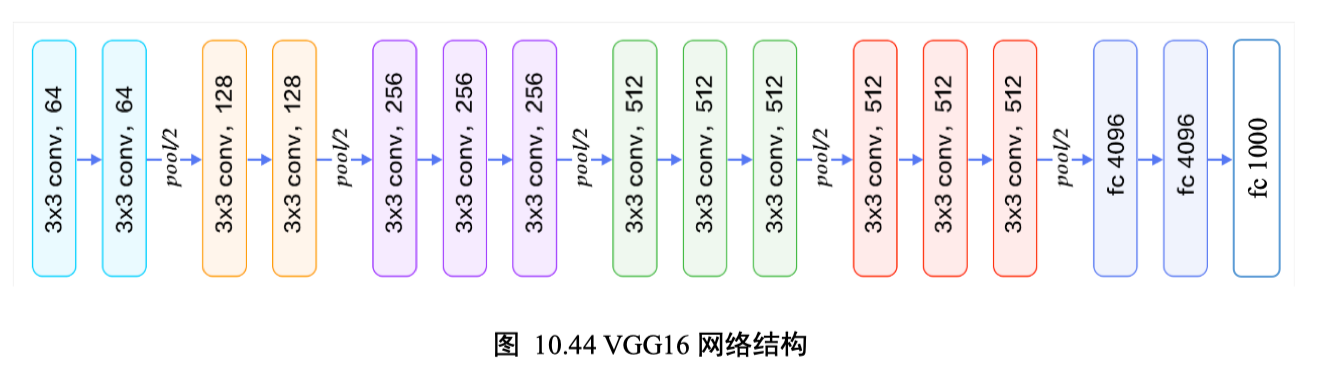 3x3 conv，64
3x3 conv，64
pool/2
3x3 conv，128
3x3 conv，128
pool/2
3x3 conv，256
3x3 conv，256
3x3 conv，256
pool/2
3x3 conv，512
3x3 conv，512
3x3 conv，512
pool/2
3x3 conv，512
3x3 conv，512
3x3 conv，512
pool/2
fc 4096
fc 4096
fc 1000
图 10.44 VGG16 网络结构